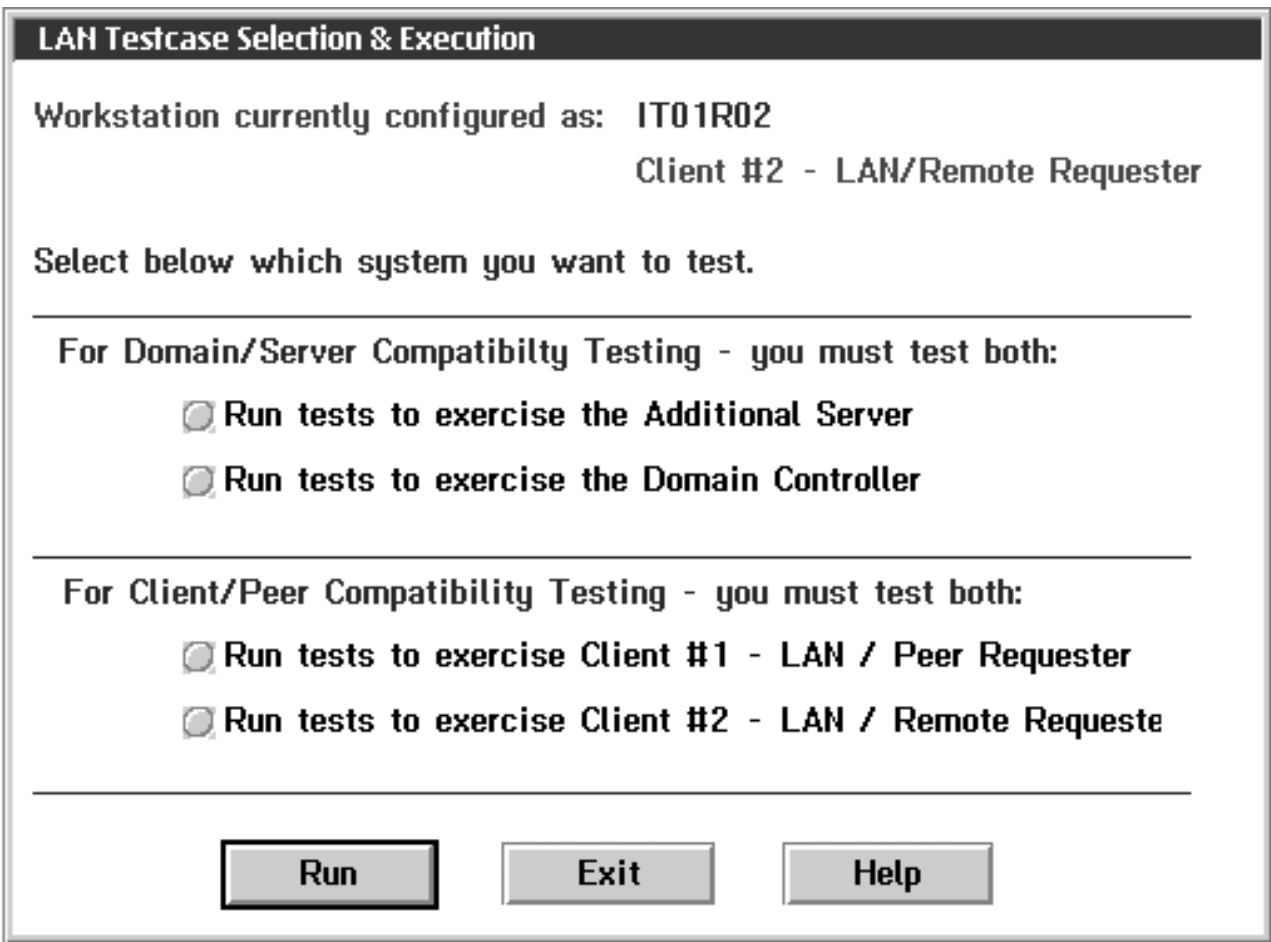 LAN Testcase Selection & Execution
Workstation currently configured as: IT01R02
Client #2 - LAN/Remote Requester
Select below which system you want to test.
For Domain/Server Compatibilty Testing - you must test both:
Run tests to exercise the Additional Server
Run tests to exercise the Domain Controller
For Client/Peer Compatibility Testing - you must test both:
Run tests to exercise Client #1 - LAN / Peer Requester
Run tests to exercise Client #2 - LAN / Remote Requeste
Run Exit Help